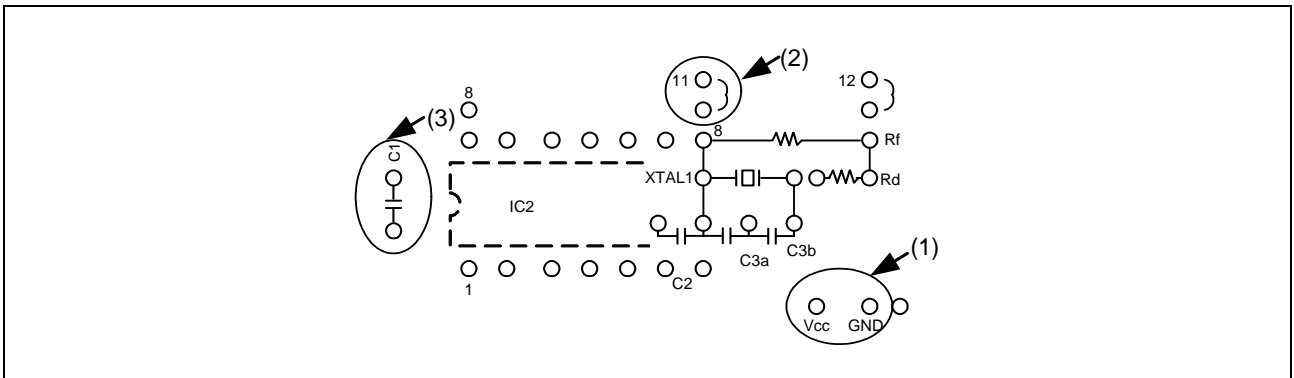 (2)
11
12
8
(3)
8
Rf
C1
XTAL1
Rd
IC2
C3b
(1)
C3a
C2
1
Vcc GND